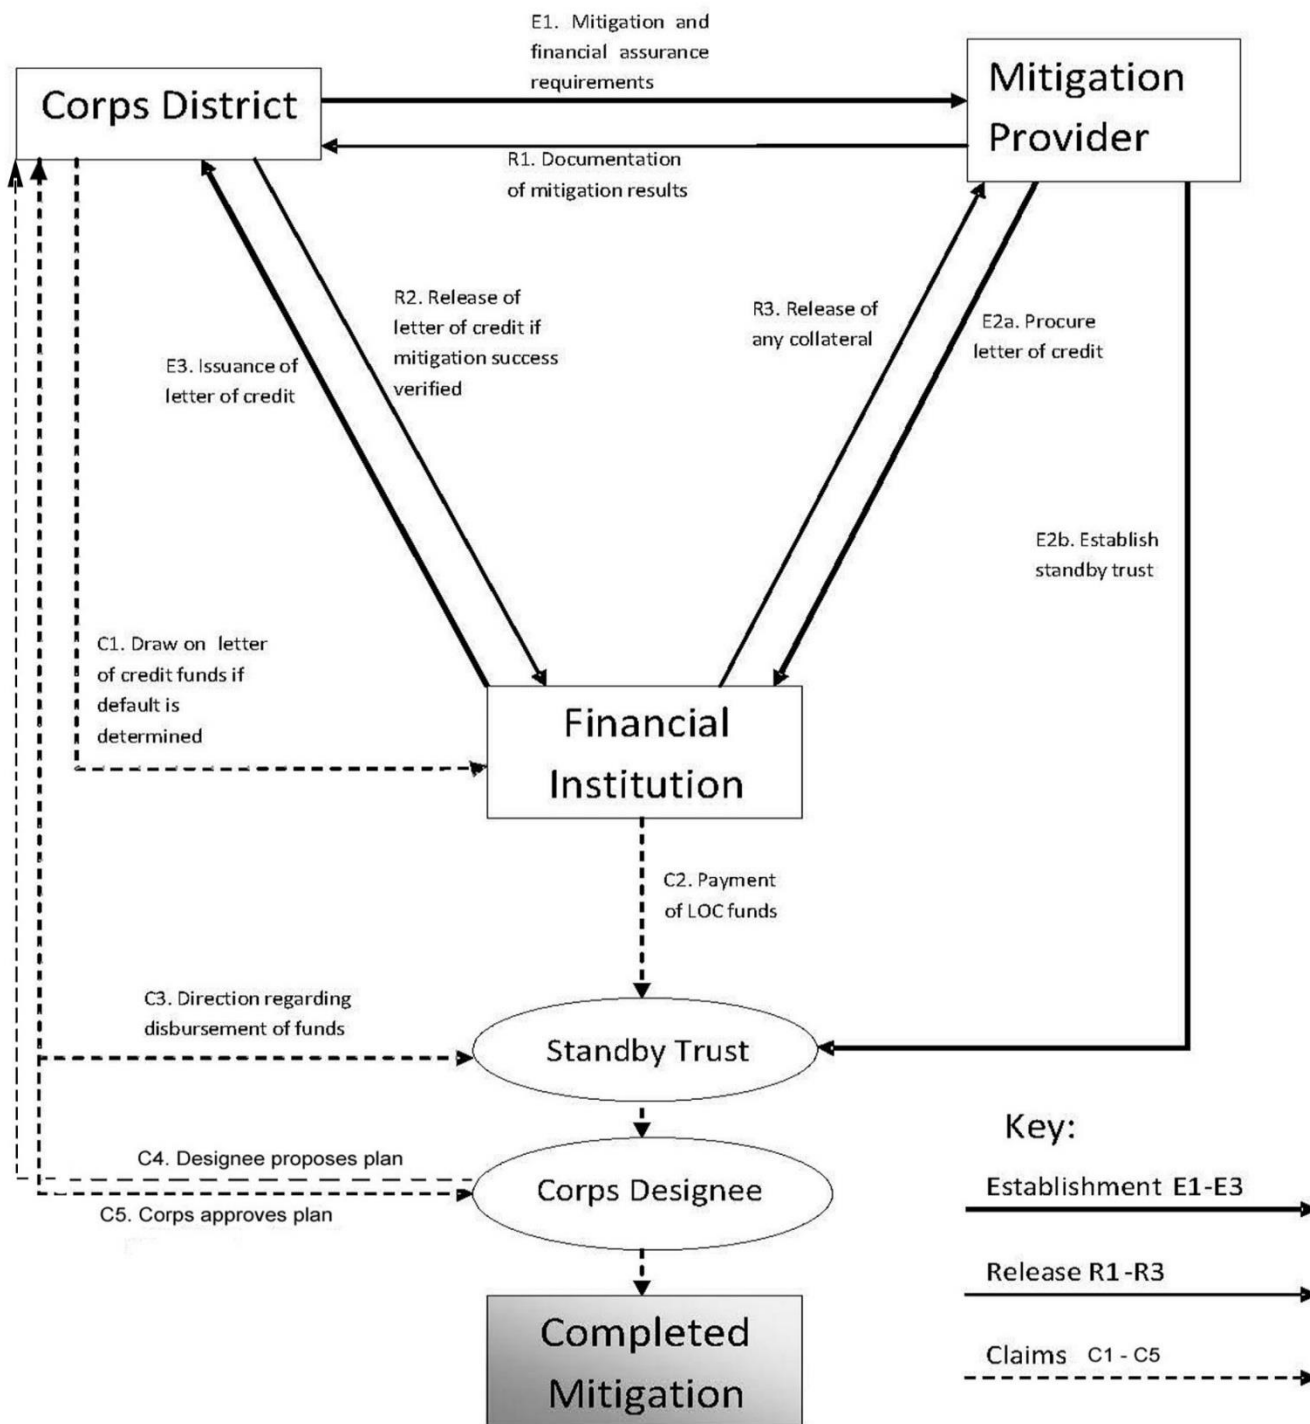 E1. Mitigation and
financial assurance
requirements
Corps District
Mitigation
Provider
R1. Documentation
of mitigation results
R2. Release of
letter of credit if
mitigation success
verified
R3. Release of
any collateral
E2a. Procure
letter of credit
E3. Issuance of
letter of credit
E2b. Establish
standby trust
C1. Draw on letter
of credit funds if
default is
determined
Financial
Institution
C2. Payment
of LOC funds
C3. Direction regarding
disbursement of funds
Standby Trust
Key:
C4. Designee proposes plan
Corps Designee
C5. Corps approves plan
Establishment E1-E3
Release R1-R3
Completed
Mitigation
Claims C1 - C5